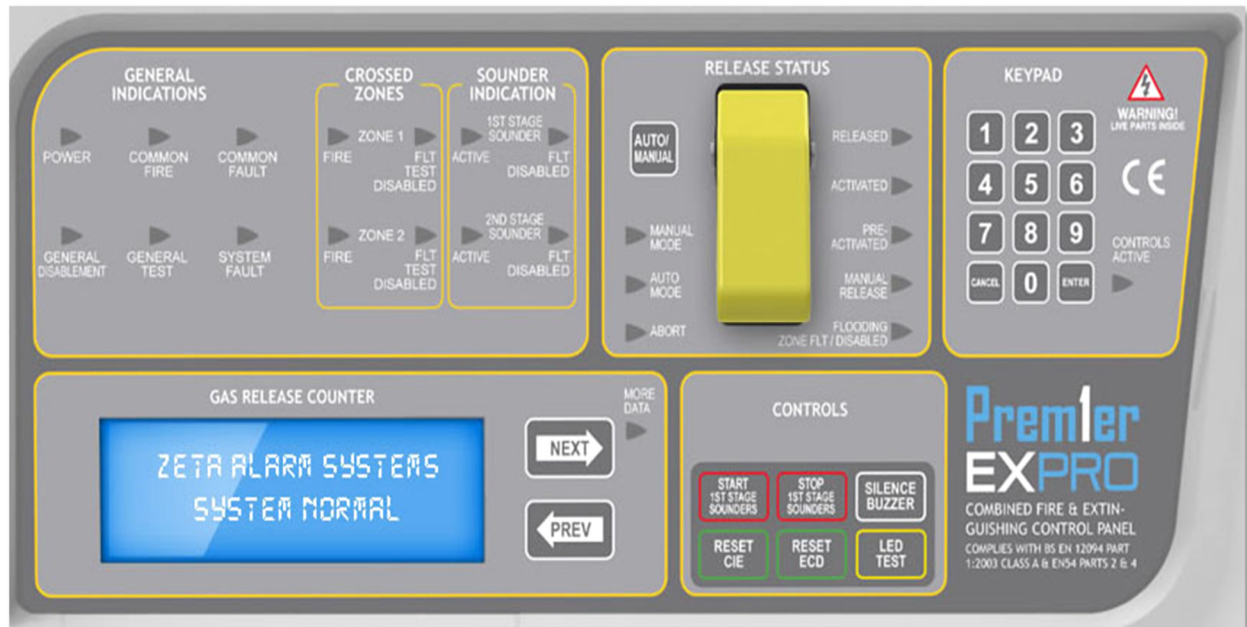 GENERAL
INDICATIONS
POWER
COMMON
FIRE
COMMON
FAULT
GENERAL
DISABLEMENT
GENERAL
TEST
SYSTEM
FAULT
CROSSED
ZONES
ZONE 1
FIRE
FLT
TEST
DISABLED
ZONE 2
FIRE
FLT
TEST
DISABLED
SOUNDER
INDICATION
1ST STAGE
SOUNDER
ACTIVE
FLT
DISABLED
2ND STAGE
SOUNDER
ACTIVE
FLT
DISABLED
RELEASE STATUS
AUTO/
MANUAL
MANUAL
MODE
AUTO
MODE
ABORT
RELEASED
ACTIVATED
PRE-
ACTIVATED
MANUAL
RELEASE
FLOODING
ZONE FLT / DISABLED
KEYPAD
1 2 3
4 5 6
7 8 9
CANCEL 0 ENTER
WARNING!
LIVE PARTS INSIDE
CE
CONTROLS
ACTIVE
GAS RELEASE COUNTER
ZETA ALARM SYSTEMS
SYSTEM NORMAL
MORE
DATA
NEXT
PREV
CONTROLS
START
1ST STAGE
SOUNDERS
STOP
1ST STAGE
SOUNDERS
SILENCE
BUZZER
RESET
CIE
RESET
ECD
LED
TEST
Prem1er
EXPRO
COMBINED FIRE & EXTIN-
GUISHING CONTROL PANEL
COMPLIES WITH BS EN 12094 PART
1:2003 CLASS A & EN54 PARTS 2 & 4